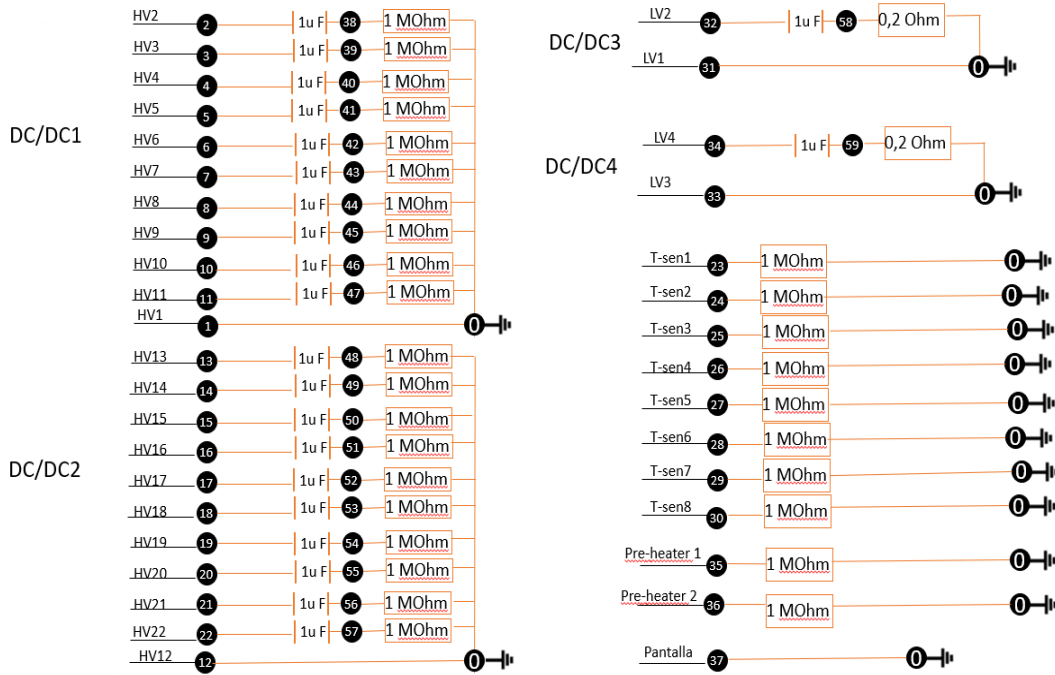 DC/DC1
HV2 2 1u F 38 1 MOhm
HV3 3 1u F 39 1 MOhm
HV4 4 1u F 40 1 MOhm
HV5 5 1u F 41 1 MOhm
HV6 6 1u F 42 1 MOhm
HV7 7 1u F 43 1 MOhm
HV8 8 1u F 44 1 MOhm
HV9 9 1u F 45 1 MOhm
HV10 10 1u F 46 1 MOhm
HV11 11 1u F 47 1 MOhm
HV1 1 0
DC/DC2
HV13 13 1u F 48 1 MOhm
HV14 14 1u F 49 1 MOhm
HV15 15 1u F 50 1 MOhm
HV16 16 1u F 51 1 MOhm
HV17 17 1u F 52 1 MOhm
HV18 18 1u F 53 1 MOhm
HV19 19 1u F 54 1 MOhm
HV20 20 1u F 55 1 MOhm
HV21 21 1u F 56 1 MOhm
HV22 22 1u F 57 1 MOhm
HV12 12 0
DC/DC3
LV2 32 1u F 58 0,2 Ohm
LV1 31 0
DC/DC4
LV4 34 1u F 59 0,2 Ohm
LV3 33 0
T-sen1 23 1 MOhm 0
T-sen2 24 1 MOhm 0
T-sen3 25 1 MOhm 0
T-sen4 26 1 MOhm 0
T-sen5 27 1 MOhm 0
T-sen6 28 1 MOhm 0
T-sen7 29 1 MOhm 0
T-sen8 30 1 MOhm 0
Pre-heater 1 35 1 MOhm 0
Pre-heater 2 36 1 MOhm 0
Pantalla 37 0